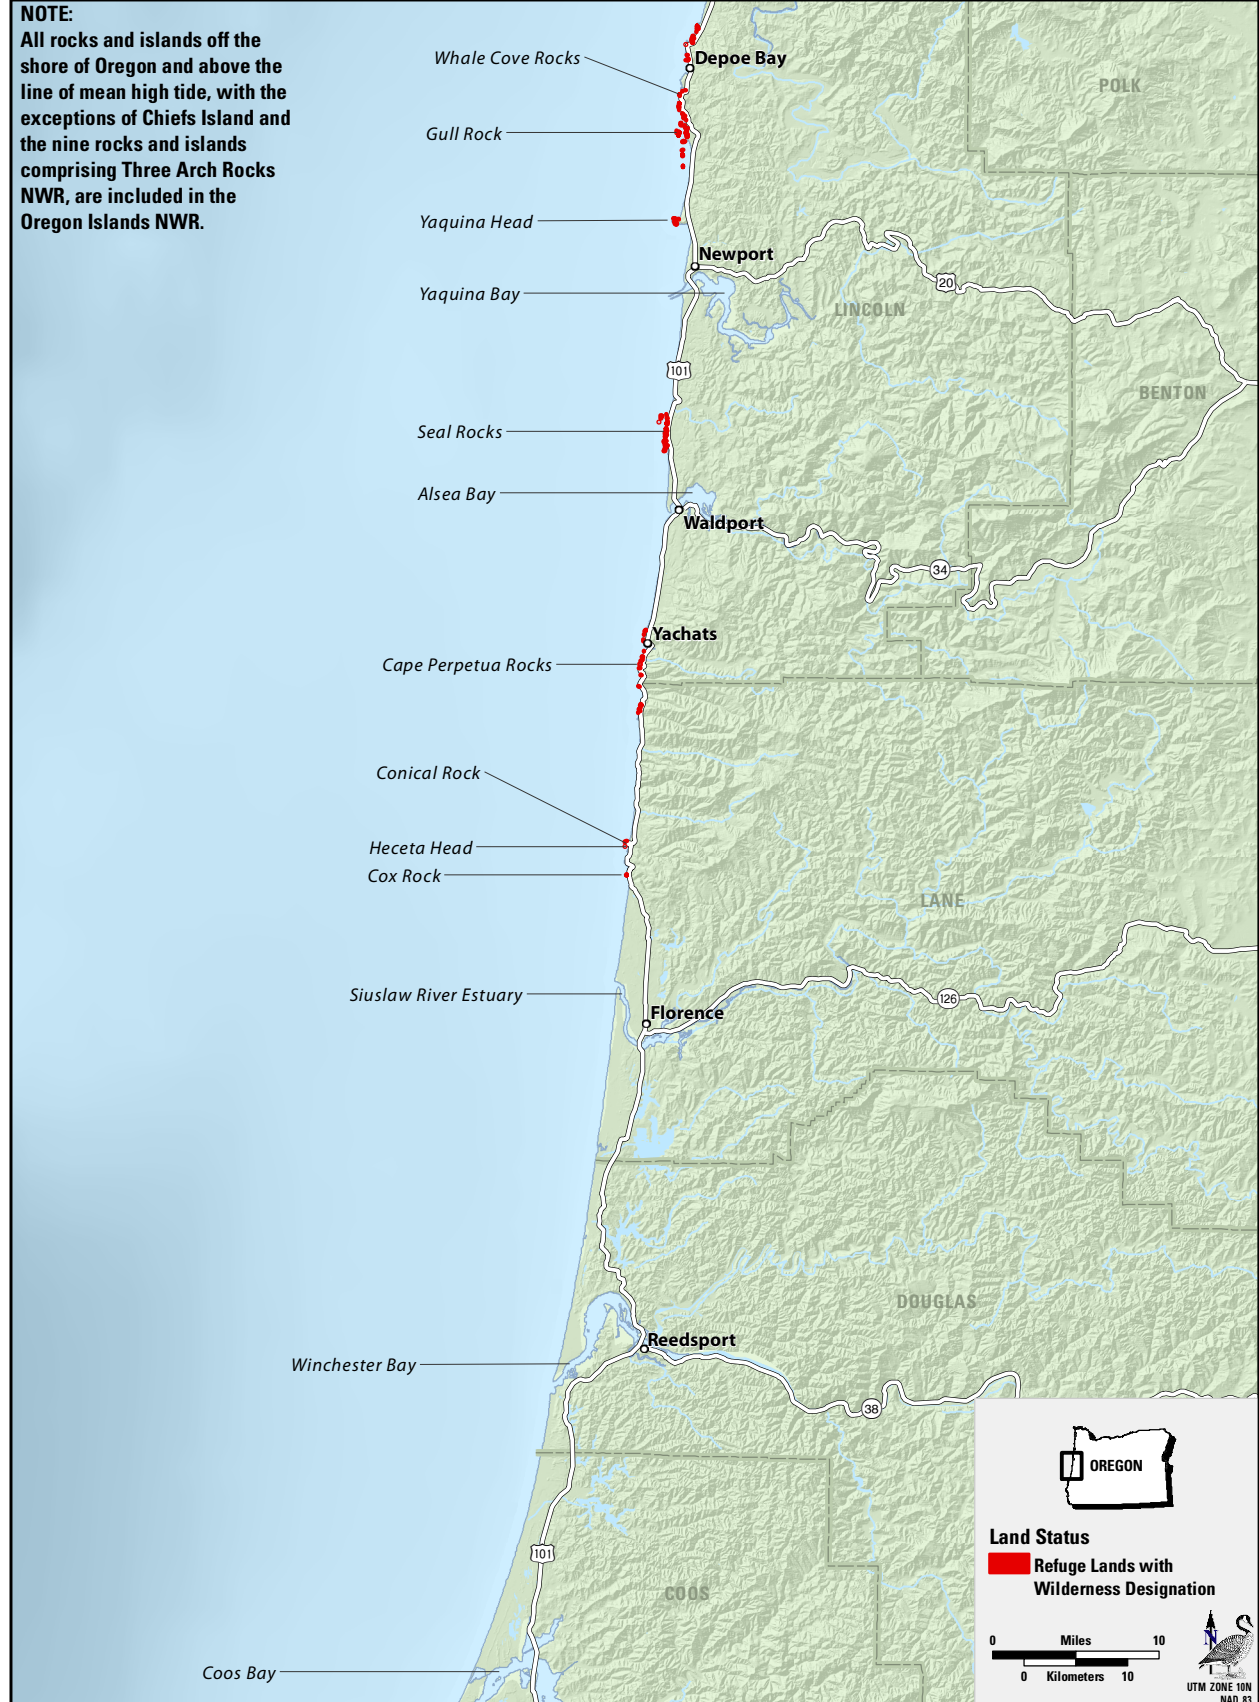 NOTE:
All rocks and islands off the
shore of Oregon and above the
line of mean high tide, with the
exceptions of Chiefs Island and
the nine rocks and islands
comprising Three Arch Rocks
NWR, are included in the
Oregon Islands NWR.
Whale Cove Rocks
Depoe Bay
POLK
Gull Rock
Yaquina Head
Newport
Yaquina Bay
20
LINCOLN
101
BENTON
Seal Rocks
Alsea Bay
Waldport
34
Yachats
Cape Perpetua Rocks
Conical Rock
Heceta Head
Cox Rock
LANE
Siuslaw River Estuary
126
Florence
DOUGLAS
Reedsport
Winchester Bay
38
OREGON
Land Status
Refuge Lands with
Wilderness Designation
101
COOS
0 Miles 10
0 Kilometers 10
N
UTM ZONE 10N
Coos Bay